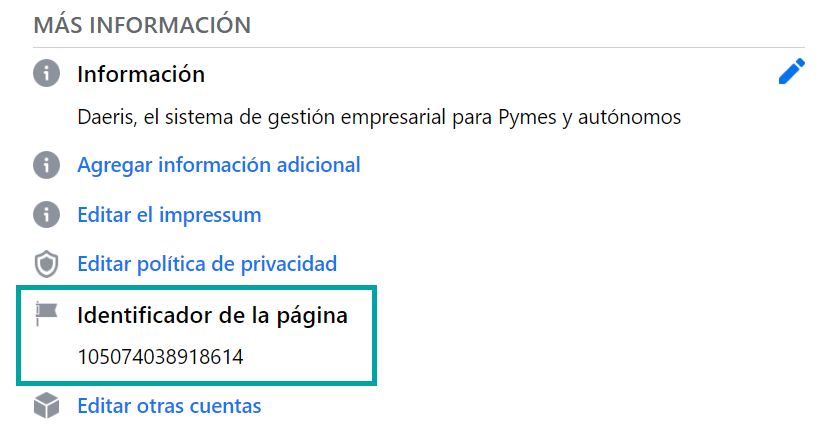 MÁS INFORMACIÓN
Información
Daeris, el sistema de gestión empresarial para Pymes y autónomos
Agregar información adicional
Editar el impressum
Editar política de privacidad
Identificador de la página
105074038918614
Editar otras cuentas